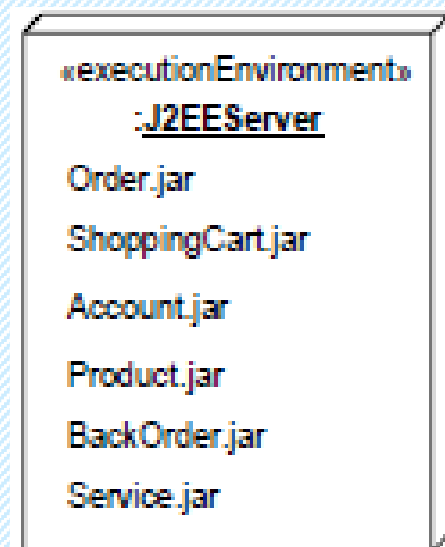 «executionEnvironment»
:J2EEServer
Order.jar
ShoppingCart.jar
Account.jar
Product.jar
BackOrder.jar
Service.jar